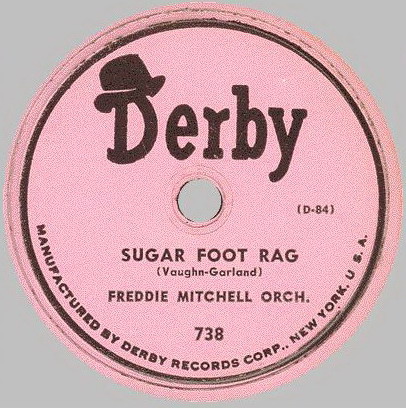 Derby
(D-84)
SUGAR FOOT RAG
(Vaughn-Garland)
FREDDIE MITCHELL ORCH.
738
MANUFACTURED BY DERBY RECORDS CORP., NEW YORK, U.S.A.